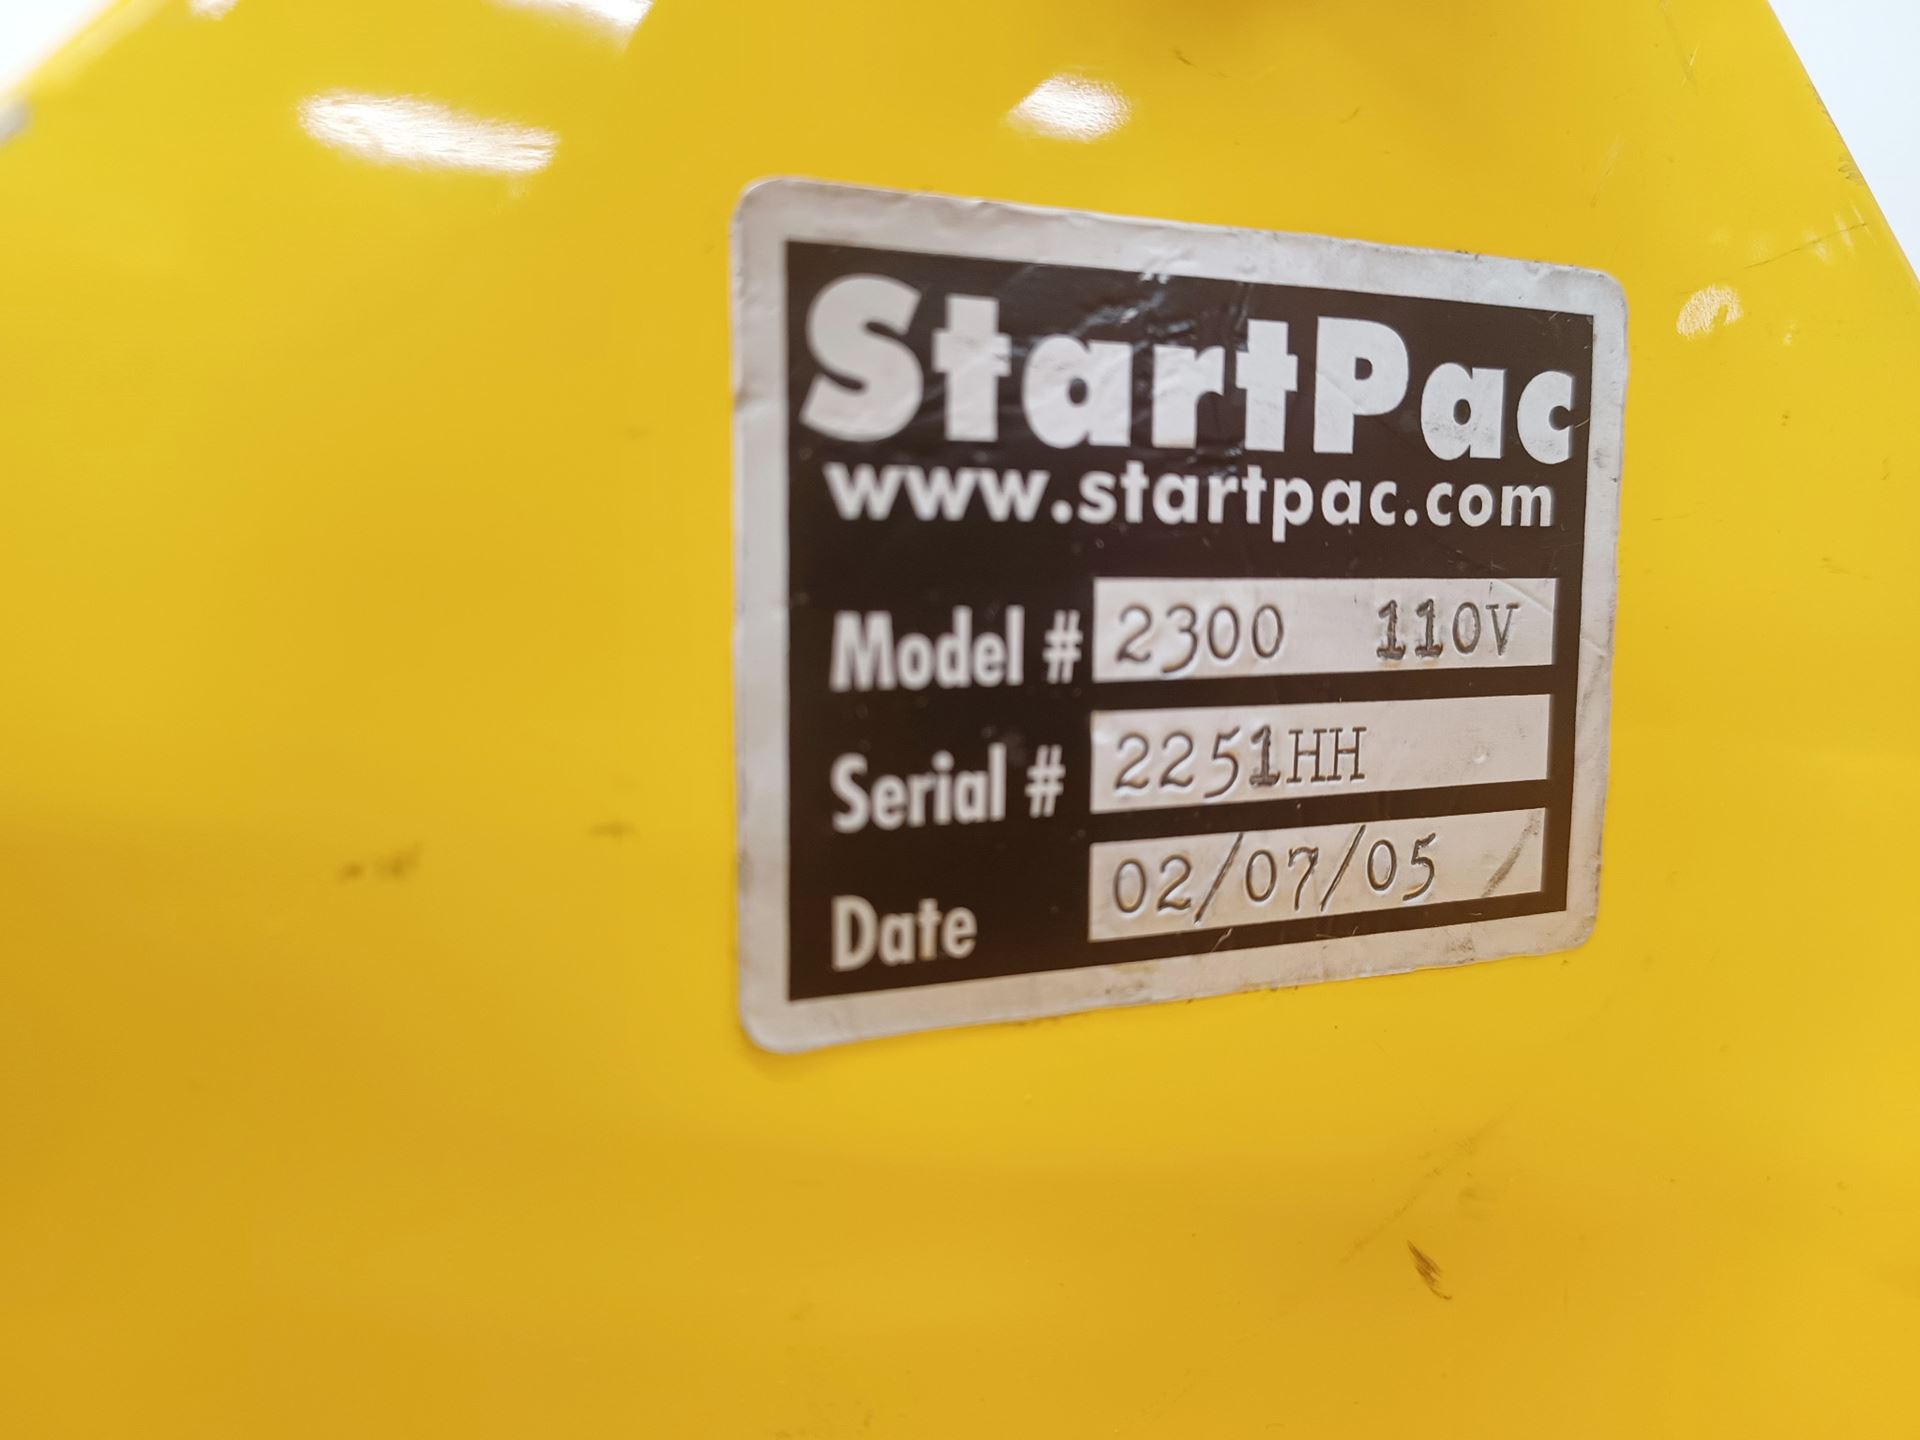 StartPac
www.startpac.com
Model # 2300 110V
Serial # 2251HH
Date 02/07/05